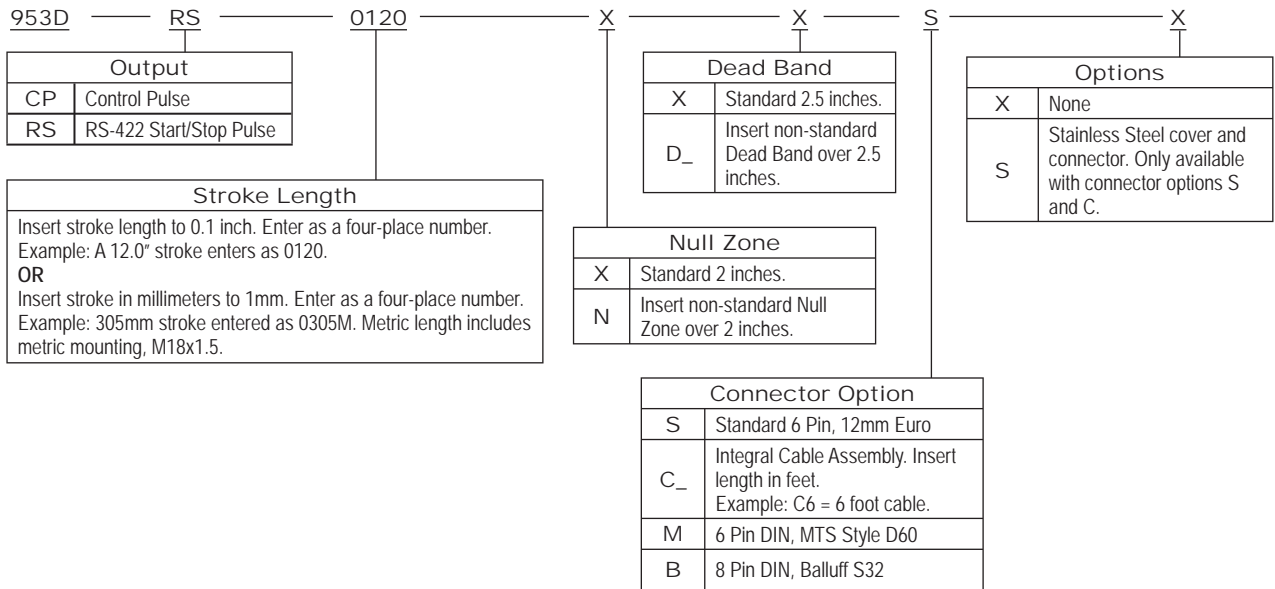 953D RS 0120 X X S X
Output
CP Control Pulse
RS RS-422 Start/Stop Pulse
Stroke Length
Insert stroke length to 0.1 inch. Enter as a four-place number.
Example: A 12.0″ stroke enters as 0120.
OR
Insert stroke in millimeters to 1mm. Enter as a four-place number.
Example: 305mm stroke entered as 0305M. Metric length includes
metric mounting, M18x1.5.
Null Zone
X Standard 2 inches.
N Insert non-standard Null
Zone over 2 inches.
Dead Band
X Standard 2.5 inches.
D_ Insert non-standard
Dead Band over 2.5
inches.
Connector Option
S Standard 6 Pin, 12mm Euro
C_ Integral Cable Assembly. Insert
length in feet.
Example: C6 = 6 foot cable.
M 6 Pin DIN, MTS Style D60
B 8 Pin DIN, Balluff S32
Options
X None
S Stainless Steel cover and
connector. Only available
with connector options S
and C.